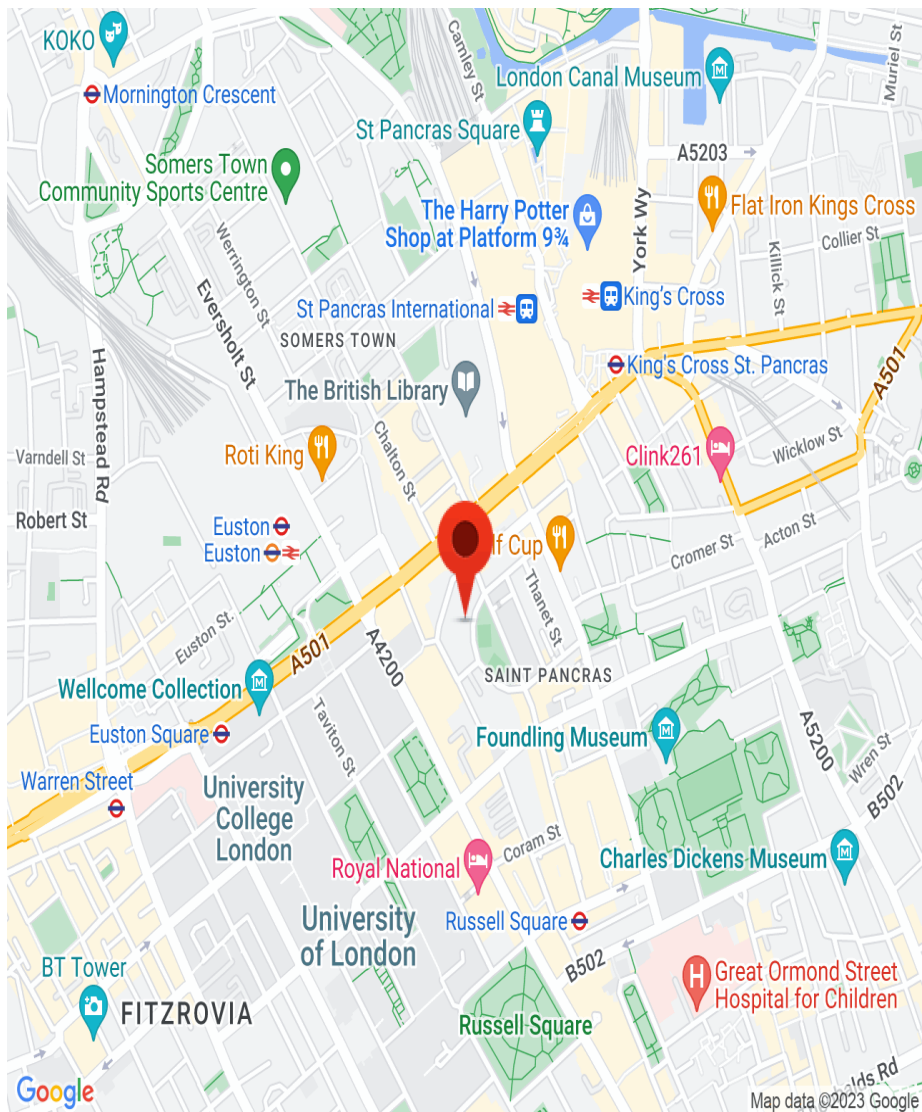 KOKO
Mornington Crescent
Camley St
London Canal Museum
Muriel St
St Pancras Square
A5203
Somers Town
Community Sports Centre
The Harry Potter
Shop at Platform 9¾
York Wy
Flat Iron Kings Cross
Collier St
Killick St
Werrington St
Eversholt St
St Pancras International
King's Cross
SOMERS TOWN
Hampstead Rd
The British Library
King's Cross St. Pancras
A501
Chalton St
Roti King
Clink261
Wicklow St
Varndell St
Robert St
Euston
Euston
lf Cup
Acton St
Cromer St
Thanet St
Euston St.
A501
A4200
SAINT PANCRAS
Wellcome Collection
Euston Square
Taviton St
Foundling Museum
A5200
Wren St
Warren Street
University
College
London
B502
Coram St
Royal National
Charles Dickens Museum
University
of London
Russell Square
B502
BT Tower
FITZROVIA
Great Ormond Street
Hospital for Children
Russell Square
alds Rd
Google
Map data ©2023 Google